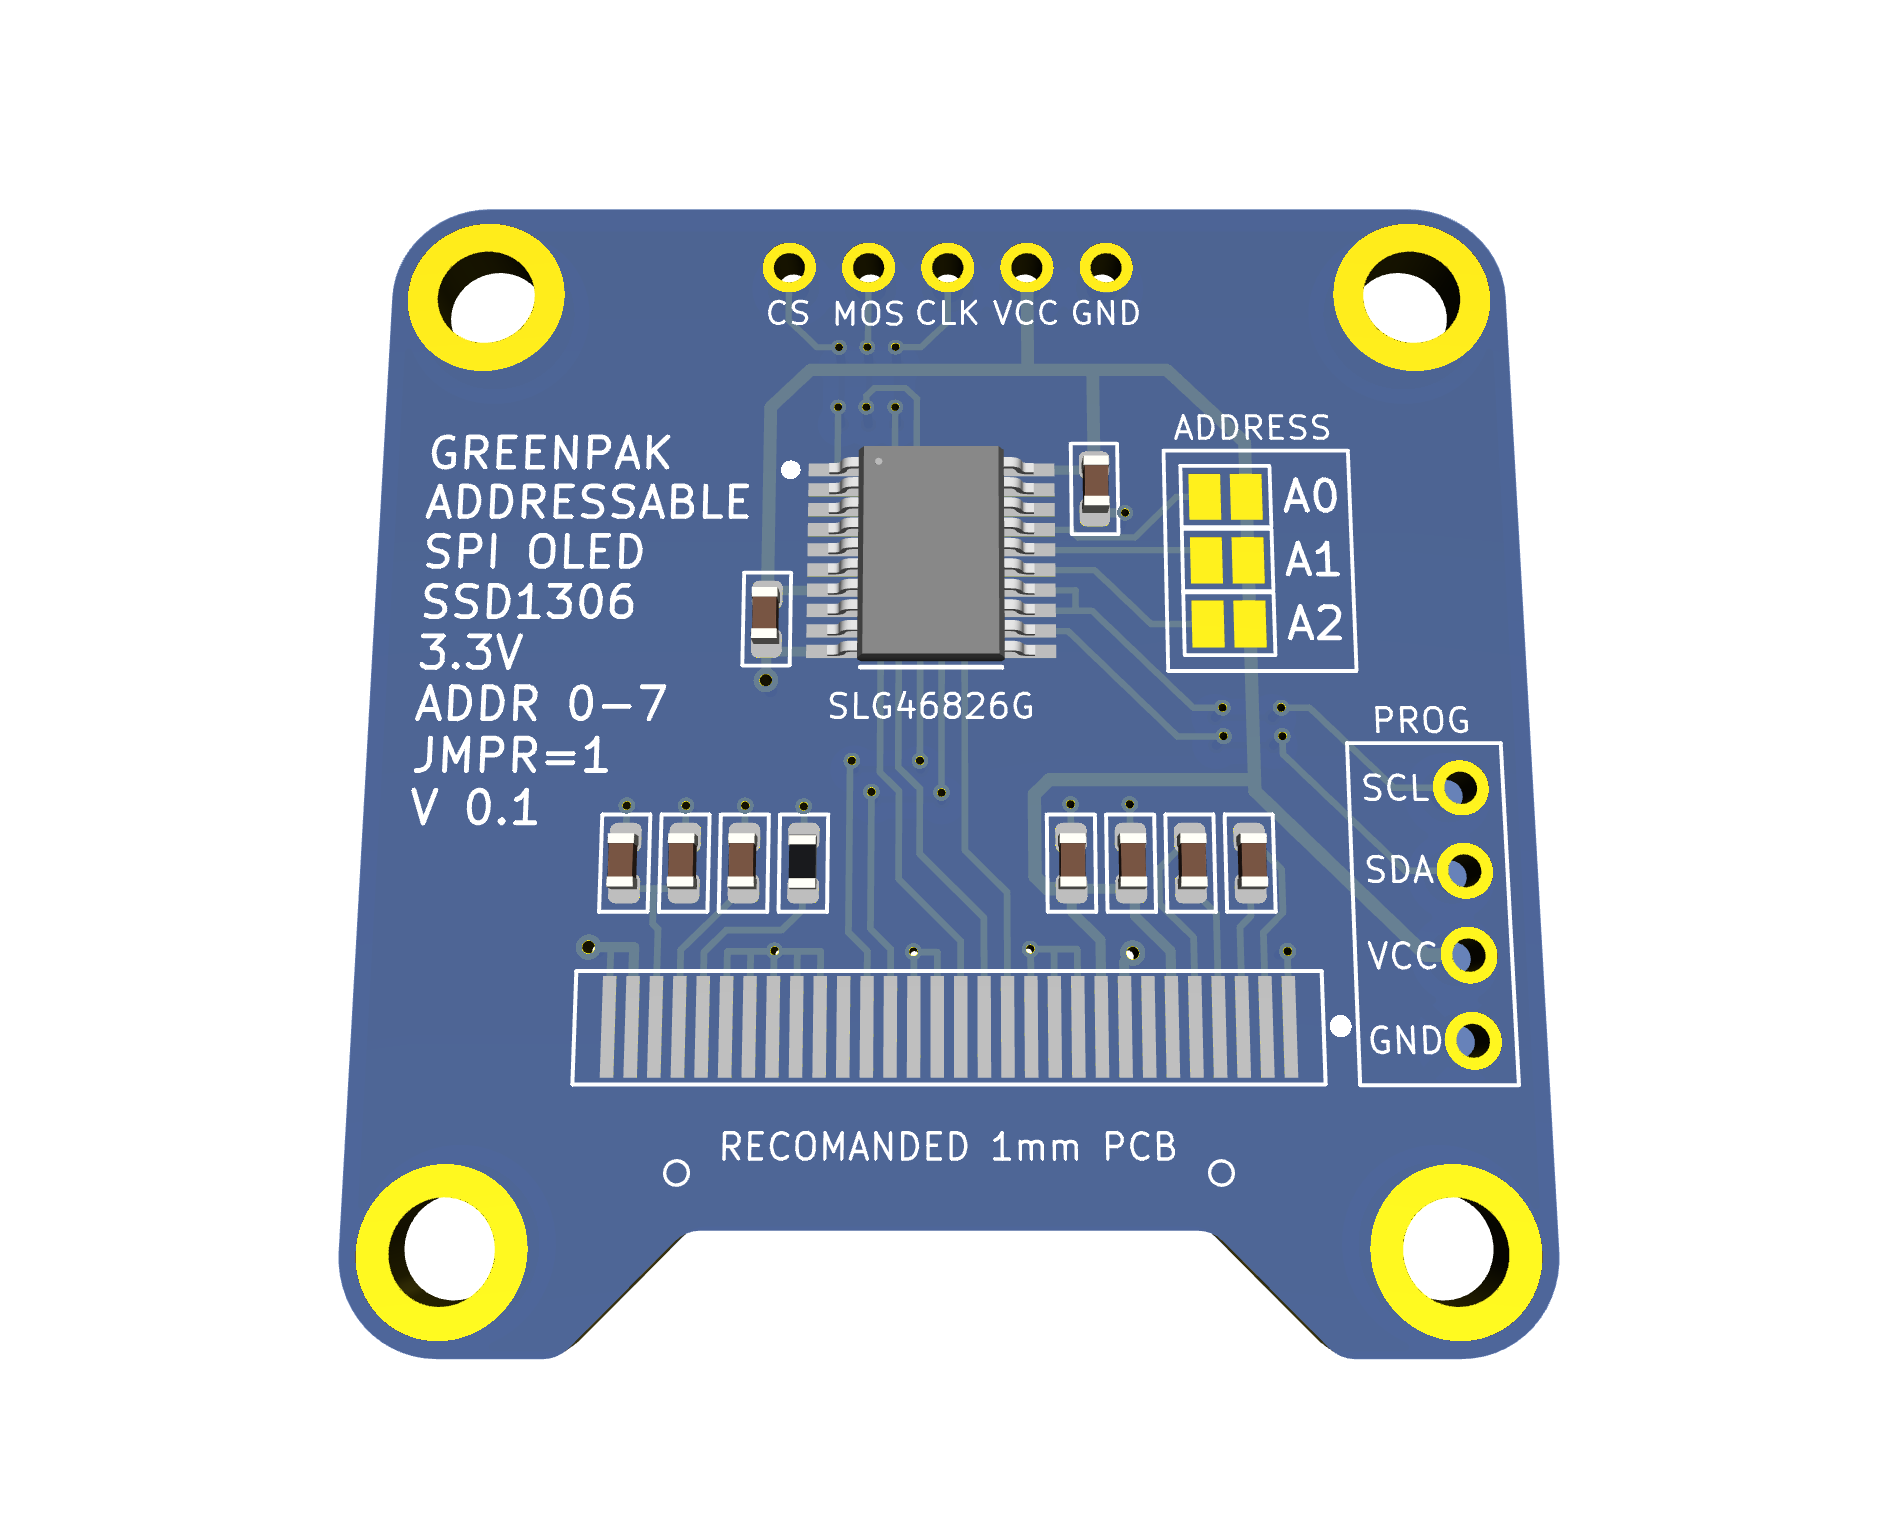 CS MOS CLK VCC GND
GREENPAK
ADDRESSABLE
SPI OLED
SSD1306
3.3V
ADDR 0-7
JMPR=1
V 0.1
ADDRESS
A0
A1
A2
SLG46826G
PROG
SCL
SDA
VCC
GND
RECOMANDED 1mm PCB